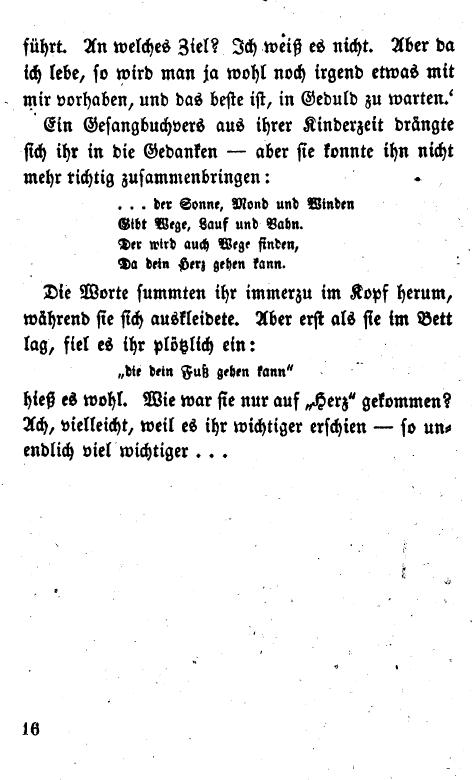 führt. An welches Ziel? Ich weiß es nicht. Aber da
ich lebe, so wird man ja wohl noch irgend etwas mit
mir vorhaben, und das beste ist, in Geduld zu warten.‘
Ein Gesangbuchvers aus ihrer Kinderzeit drängte
sich ihr in die Gedanken — aber sie konnte ihn nicht
mehr richtig zusammenbringen:
. . . der Sonne, Mond und Winden
Gibt Wege, Lauf und Bahn.
Der wird auch Wege finden,
Da dein Herz gehen kann.
Die Worte summten ihr immerzu im Kopf herum,
während sie sich auskleidete. Aber erst als sie im Bett
lag, fiel es ihr plötzlich ein:
„die dein Fuß gehen kann“
hieß es wohl. Wie war sie nur auf „Herz“ gekommen?
Ach, vielleicht, weil es ihr wichtiger erschien — so un-
endlich viel wichtiger . . .
16